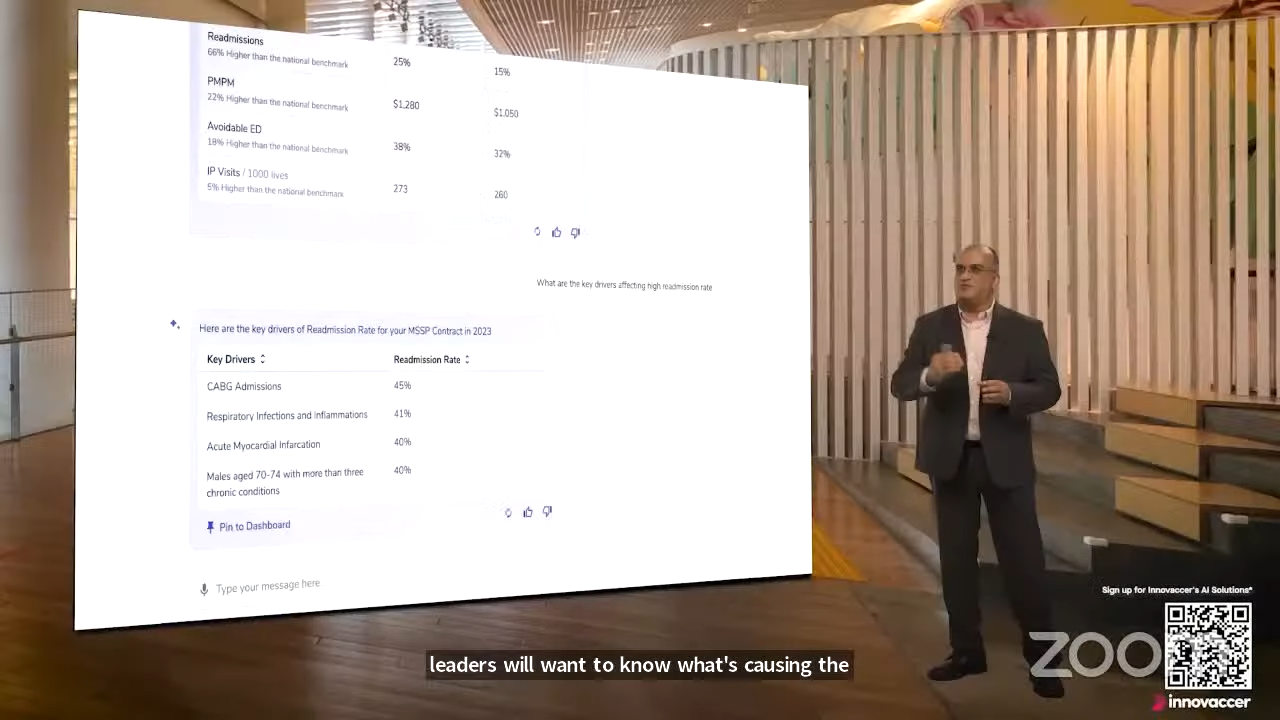 Readmissions
66% Higher than the national benchmark
25%
15%
PMPM
22% Higher than the national benchmark
$1,280
$1,050
Avoidable ED
18% Higher than the national benchmark
38%
32%
IP Visits / 1000 lives
5% Higher than the national benchmark
273
260
What are the key drivers affecting high readmission rate
Here are the key drivers of Readmission Rate for your MSSP Contract in 2023
Key Drivers Readmission Rate
CABG Admissions 45%
Respiratory Infections and Inflammations 41%
Acute Myocardial Infarcation 40%
Males aged 70-74 with more than three 40%
chronic conditions
Pin to Dashboard
Type your message here
Sign up for Innovaccer's AI Solutions*
zoom
innovaccer
leaders will want to know what's causing the